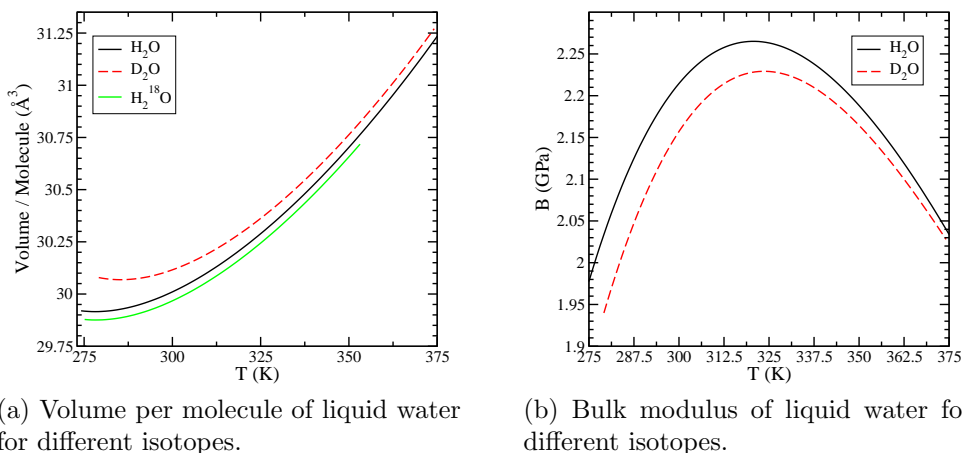 31.25
31
30.75
30.5
30.25
30
29.75
Volume / Molecule (Å³)
H₂O
D₂O
H₂¹⁸O
275 300 325 350 375
T (K)
2.25
2.2
2.15
2.1
2.05
2
1.95
1.9
B (GPa)
H₂O
D₂O
275 287.5 300 312.5 325 337.5 350 362.5 375
T (K)
(a) Volume per molecule of liquid water
for different isotopes.
(b) Bulk modulus of liquid water fo
different isotopes.